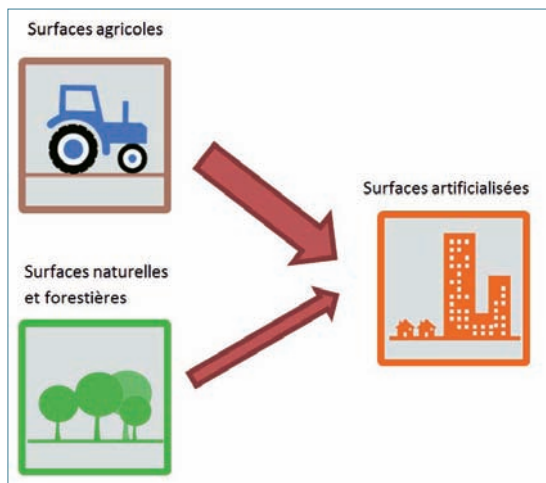 Surfaces agricoles
Surfaces artificialisées
Surfaces naturelles
et forestières